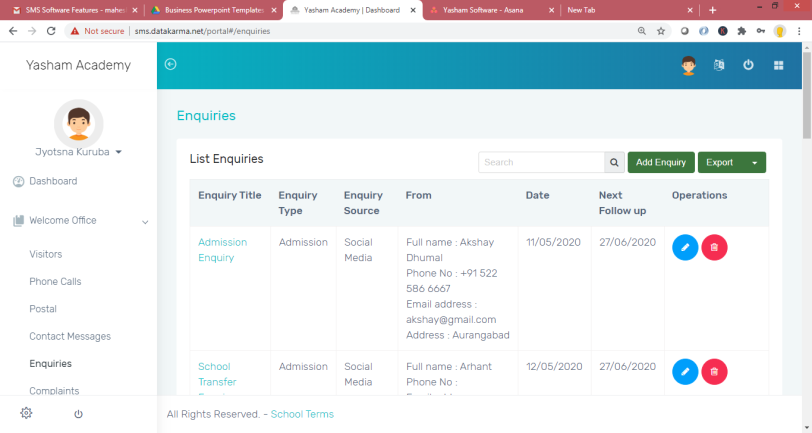 SMS Software Features - mahes
Business Powerpoint Templates
Yasham Academy | Dashboard
Yasham Software - Asana
New Tab
Not secure | sms.datakarma.net/portal#/enquiries
Yasham Academy
Jyotsna Kuruba
Dashboard
Welcome Office
Visitors
Phone Calls
Postal
Contact Messages
Enquiries
Complaints
Enquiries
List Enquiries
Search
Add Enquiry
Export
Enquiry Title
Enquiry
Type
Enquiry
Source
From
Date
Next
Follow up
Operations
Admission
Enquiry
Admission
Social
Media
Full name : Akshay
Dhumal
Phone No : +91 522
586 6667
Email address :
akshay@gmail.com
Address : Aurangabad
11/05/2020
27/06/2020
School
Transfer
Admission
Social
Media
Full name : Arhant
Phone No :
12/05/2020
27/06/2020
All Rights Reserved. - School Terms